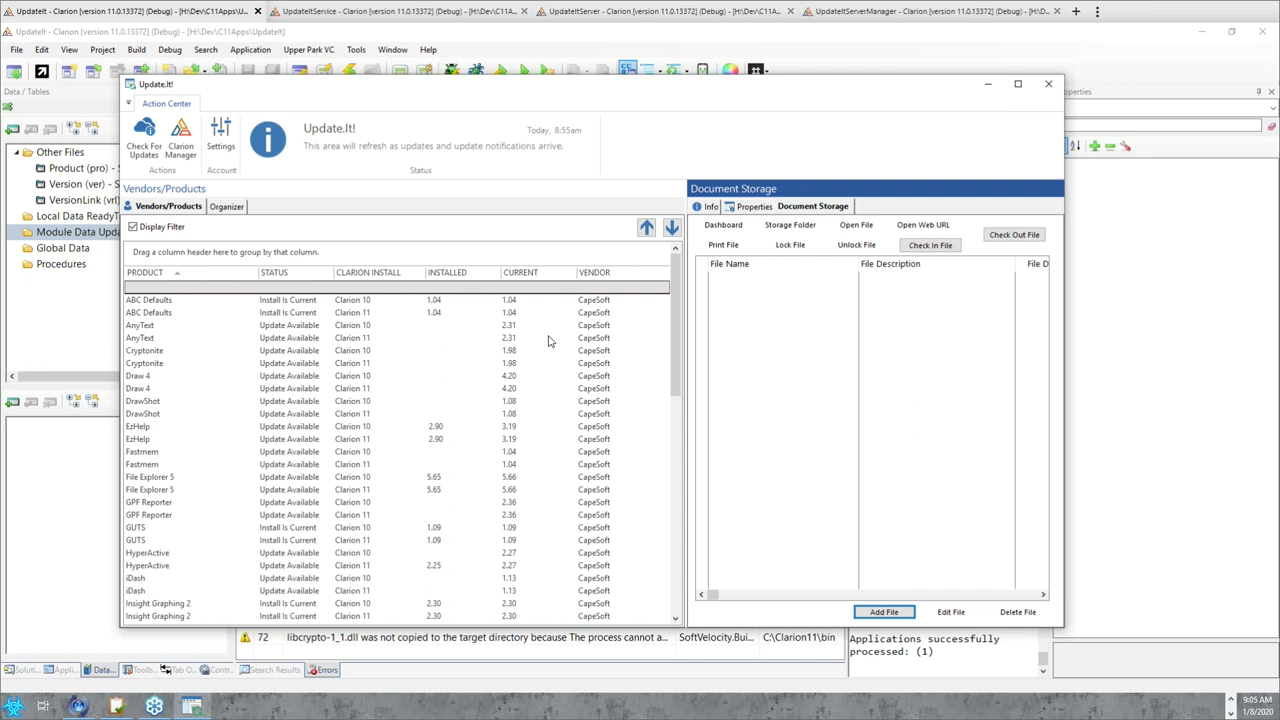 UpdateIt - Clarion [version 11.0.13372] (Debug) - [H:\Dev\C11Apps\UpdateIt]
UpdateItService - Clarion [version 11.0.13372] (Debug) - [H:\Dev\C11Ap...
UpdateItServer - Clarion [version 11.0.13372] (Debug) - [H:\Dev\C11Ap...
UpdateItServerManager - Clarion [version 11.0.13372] (Debug) - [H:\De...
UpdateIt - Clarion [version 11.0.13372] (Debug) - [H:\Dev\C11Apps\UpdateIt]
File Edit View Project Build Debug Search Application Upper Park VC Tools Window Help
Data / Tables
Other Files
Product (pro) - S
Version (ver) - S
VersionLink (vrl)
Local Data ReadyT
Module Data Upda
Global Data
Procedures
Update.It!
Action Center
Check For Updates
Clarion Manager
Settings
Actions
Account
Update.It!
Today, 8:55am
This area will refresh as updates and update notifications arrive.
Status
Vendors/Products
Vendors/Products Organizer
Display Filter
Drag a column header here to group by that column.
PRODUCT STATUS CLARION INSTALL INSTALLED CURRENT VENDOR
ABC Defaults Install Is Current Clarion 10 1.04 1.04 CapeSoft
ABC Defaults Install Is Current Clarion 11 1.04 1.04 CapeSoft
AnyText Update Available Clarion 10 2.31 CapeSoft
AnyText Update Available Clarion 11 2.31 CapeSoft
Cryptonite Update Available Clarion 10 1.98 CapeSoft
Cryptonite Update Available Clarion 11 1.98 CapeSoft
Draw 4 Update Available Clarion 10 4.20 CapeSoft
Draw 4 Update Available Clarion 11 4.20 CapeSoft
DrawShot Update Available Clarion 10 1.08 CapeSoft
DrawShot Update Available Clarion 11 1.08 CapeSoft
EzHelp Update Available Clarion 10 2.90 3.19 CapeSoft
EzHelp Update Available Clarion 11 2.90 3.19 CapeSoft
Fastmem Update Available Clarion 10 1.04 CapeSoft
Fastmem Update Available Clarion 11 1.04 CapeSoft
File Explorer 5 Update Available Clarion 10 5.65 5.66 CapeSoft
File Explorer 5 Update Available Clarion 11 5.65 5.66 CapeSoft
GPF Reporter Update Available Clarion 10 2.36 CapeSoft
GPF Reporter Update Available Clarion 11 2.36 CapeSoft
GUTS Install Is Current Clarion 10 1.09 1.09 CapeSoft
GUTS Install Is Current Clarion 11 1.09 1.09 CapeSoft
HyperActive Update Available Clarion 10 2.27 CapeSoft
HyperActive Update Available Clarion 11 2.25 2.27 CapeSoft
iDash Update Available Clarion 10 1.13 CapeSoft
iDash Update Available Clarion 11 1.13 CapeSoft
Insight Graphing 2 Install Is Current Clarion 10 2.30 2.30 CapeSoft
Insight Graphing 2 Update Available Clarion 11 2.30 2.30 CapeSoft
Document Storage
Info Properties Document Storage
Dashboard Storage Folder Open File Open Web URL Check Out File
Print File Lock File Unlock File Check In File
File Name File Description File D
Add File Edit File Delete File
operties
72 libcrypto-1_1.dll was not copied to the target directory because The process cannot a... SoftVelocity.Bui... C:\Clarion11\bin
Applications successfully
processed: (1)
Soluti... Appli... Data... Toolb... Tab O... Contr... Search Results Errors
9:05 AM
1/8/2020